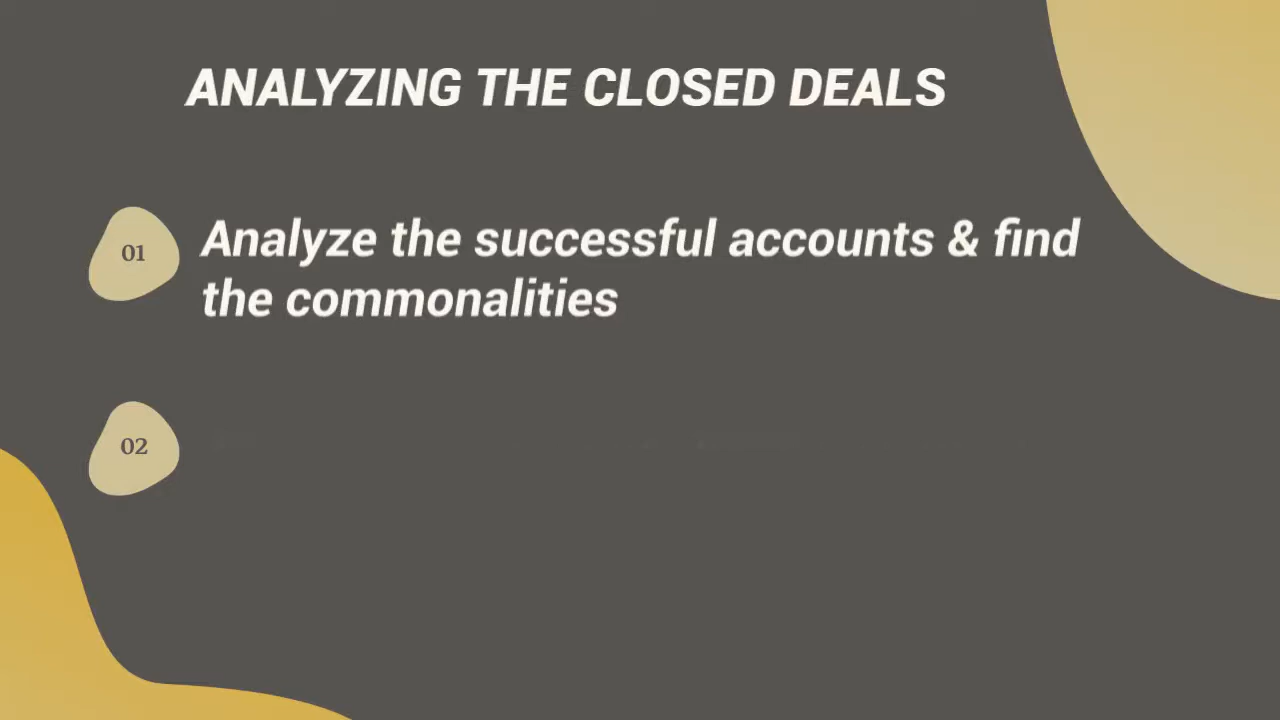 ANALYZING THE CLOSED DEALS
01
Analyze the successful accounts & find
the commonalities
02